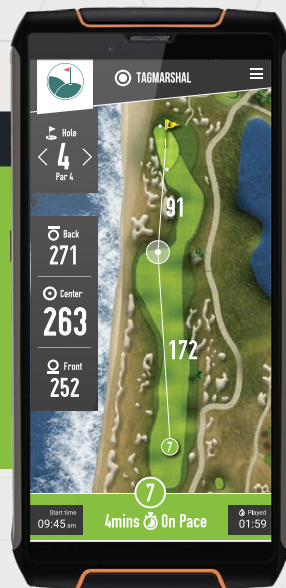 TAGMARSHAL
Hole
4
Par 4
Back
271
Center
263
Front
252
91
172
7
7
4mins On Pace
Start time
09:45 am
Played
01:59